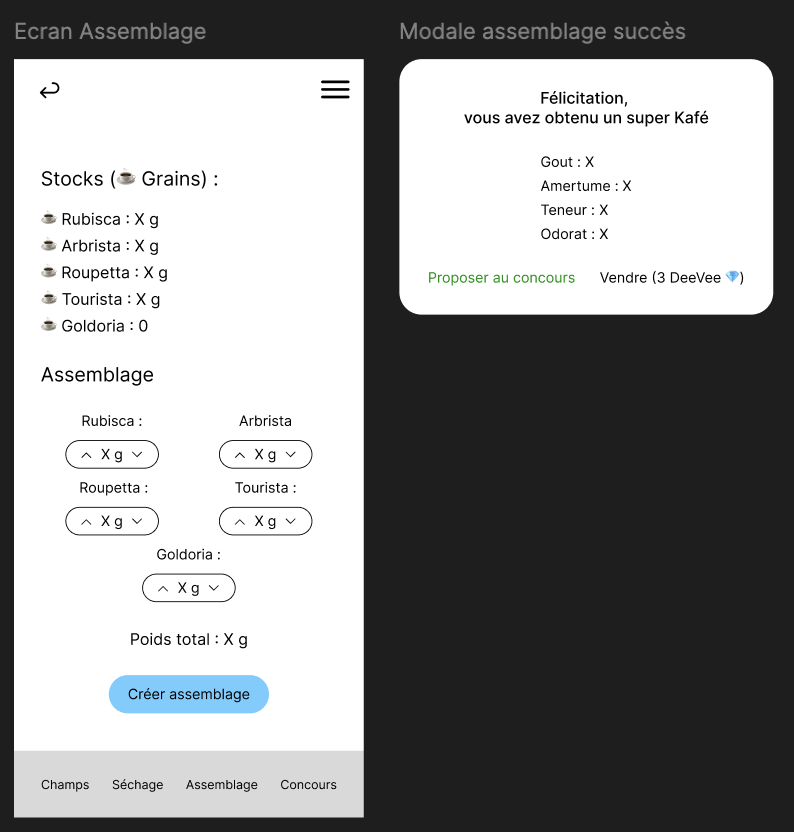 Ecran Assemblage
Stocks (☕ Grains) :
☕ Rubisca : X g
☕ Arbrista : X g
☕ Roupetta : X g
☕ Tourista : X g
☕ Goldoria : 0
Assemblage
Rubisca : Arbrista
X g X g
Roupetta : Tourista :
X g X g
Goldoria :
X g
Poids total : X g
Créer assemblage
Champs Séchage Assemblage Concours
Modale assemblage succès
Félicitation,
vous avez obtenu un super Kafé
Gout : X
Amertume : X
Teneur : X
Odorat : X
Proposer au concours Vendre (3 DeeVee 💎)